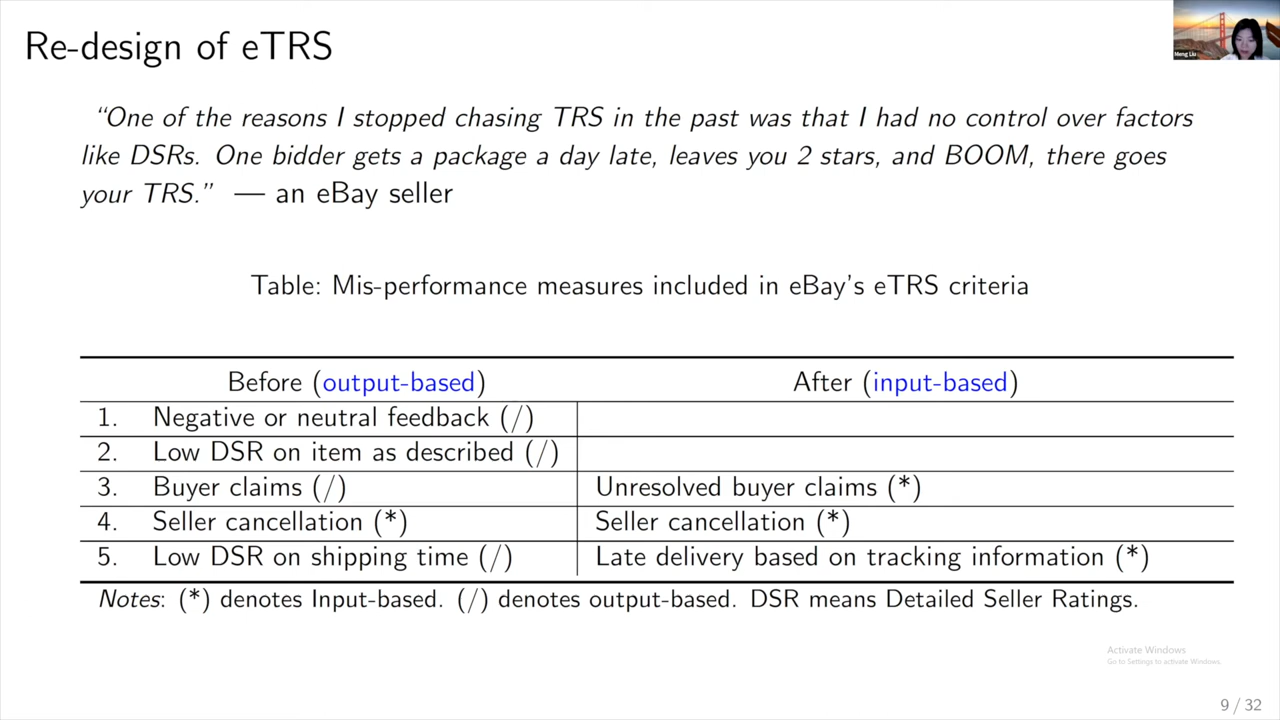 Re-design of eTRS
Meng Liu
“One of the reasons I stopped chasing TRS in the past was that I had no control over factors
like DSRs. One bidder gets a package a day late, leaves you 2 stars, and BOOM, there goes
your TRS.” — an eBay seller
Table: Mis-performance measures included in eBay’s eTRS criteria
Before (output-based) After (input-based)
1. Negative or neutral feedback (/)
2. Low DSR on item as described (/)
3. Buyer claims (/) Unresolved buyer claims (*)
4. Seller cancellation (*) Seller cancellation (*)
5. Low DSR on shipping time (/) Late delivery based on tracking information (*)
Notes: (*) denotes Input-based. (/) denotes output-based. DSR means Detailed Seller Ratings.
Activate Windows
Go to Settings to activate Windows.
9 / 32